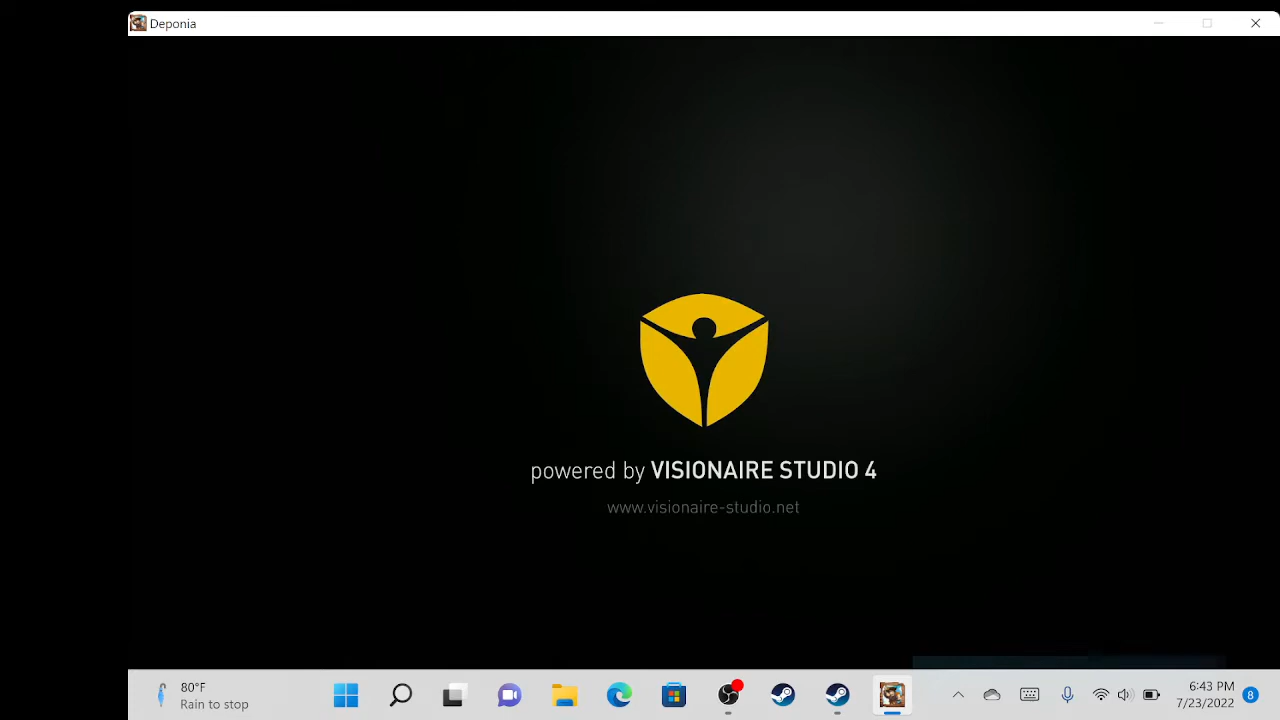 Deponia
powered by VISIONAIRE STUDIO 4
www.visionaire-studio.net
80°F
Rain to stop
6:43 PM
7/23/2022
8